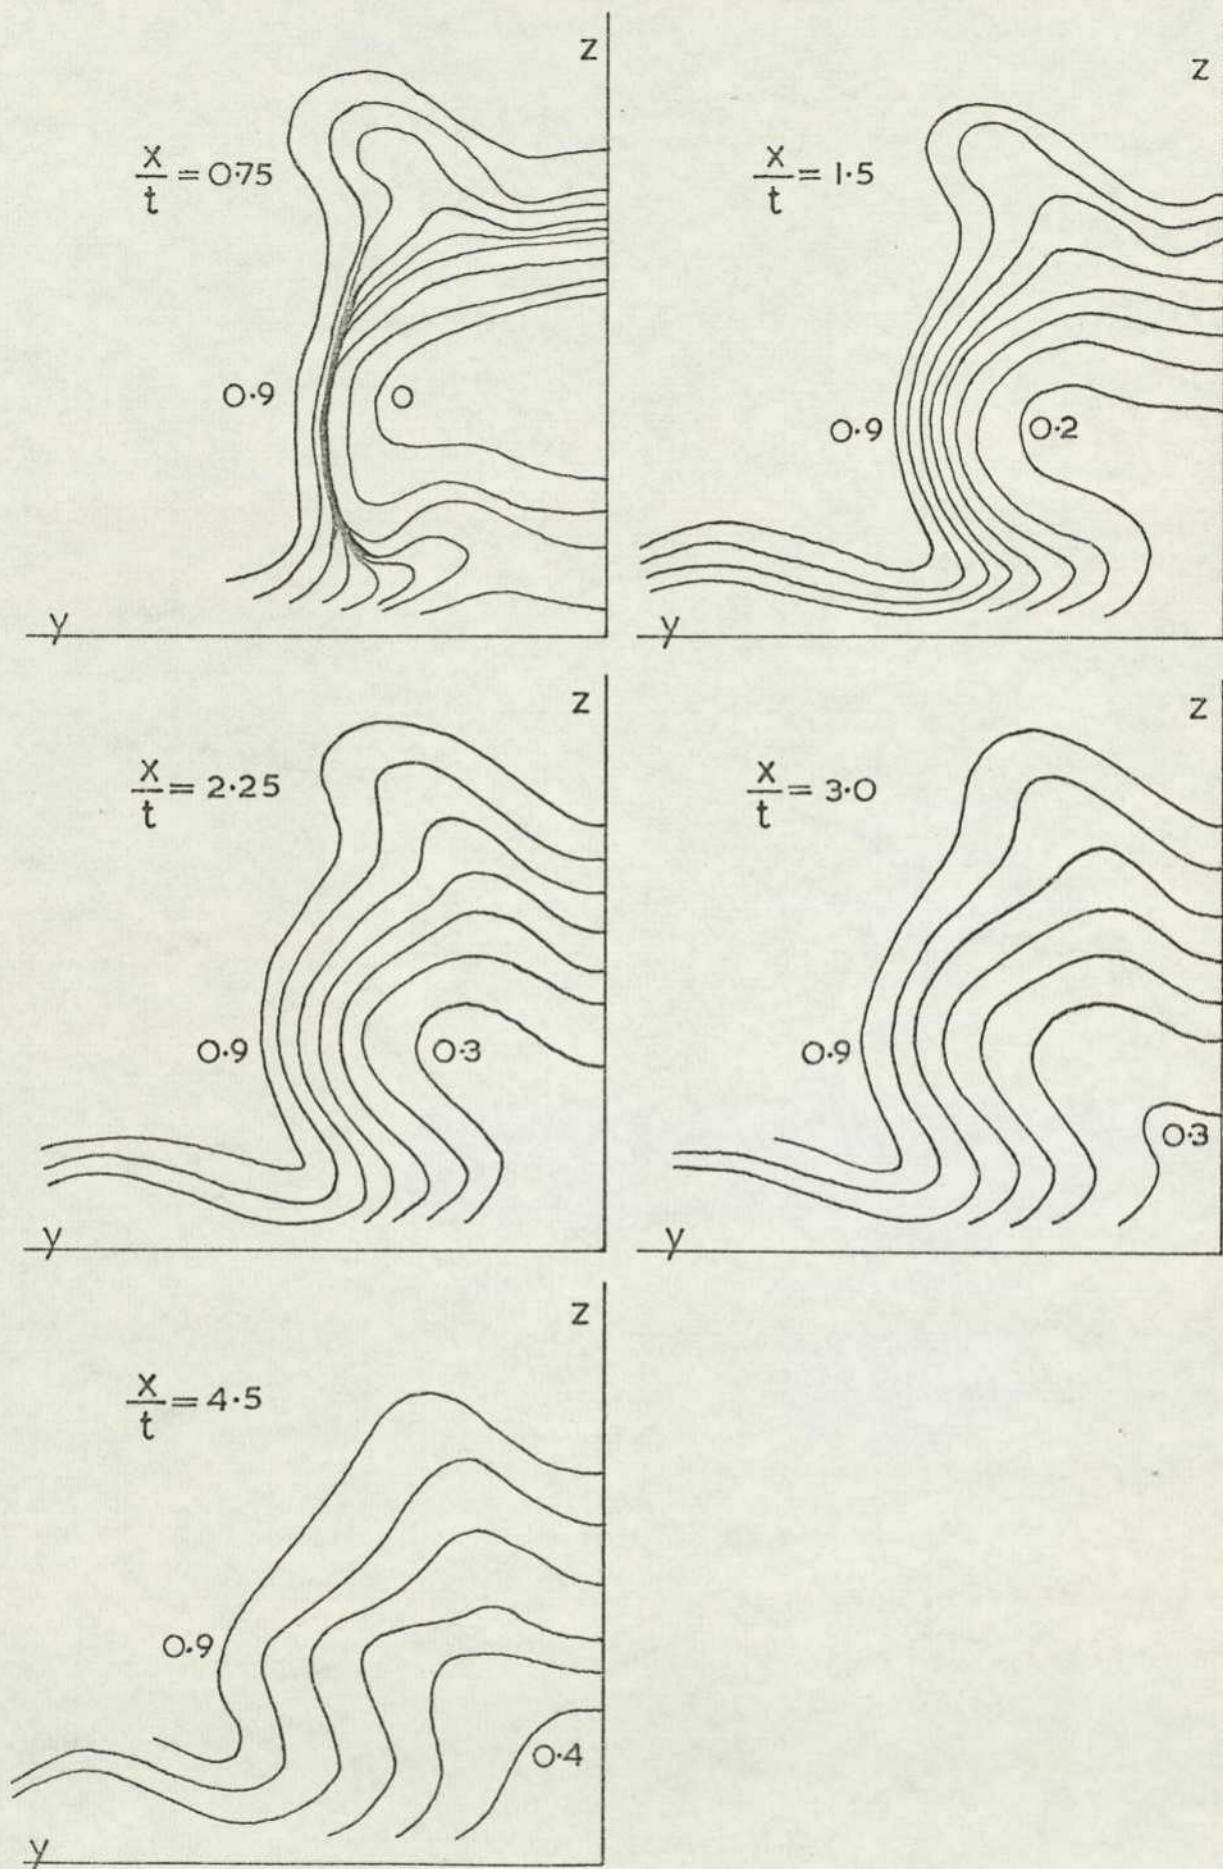 z
x/t = 0.75
0.9
0
y
z
x/t = 1.5
0.9
0.2
y
z
x/t = 2.25
0.9
0.3
y
z
x/t = 3.0
0.9
0.3
y
z
x/t = 4.5
0.9
0.4
y